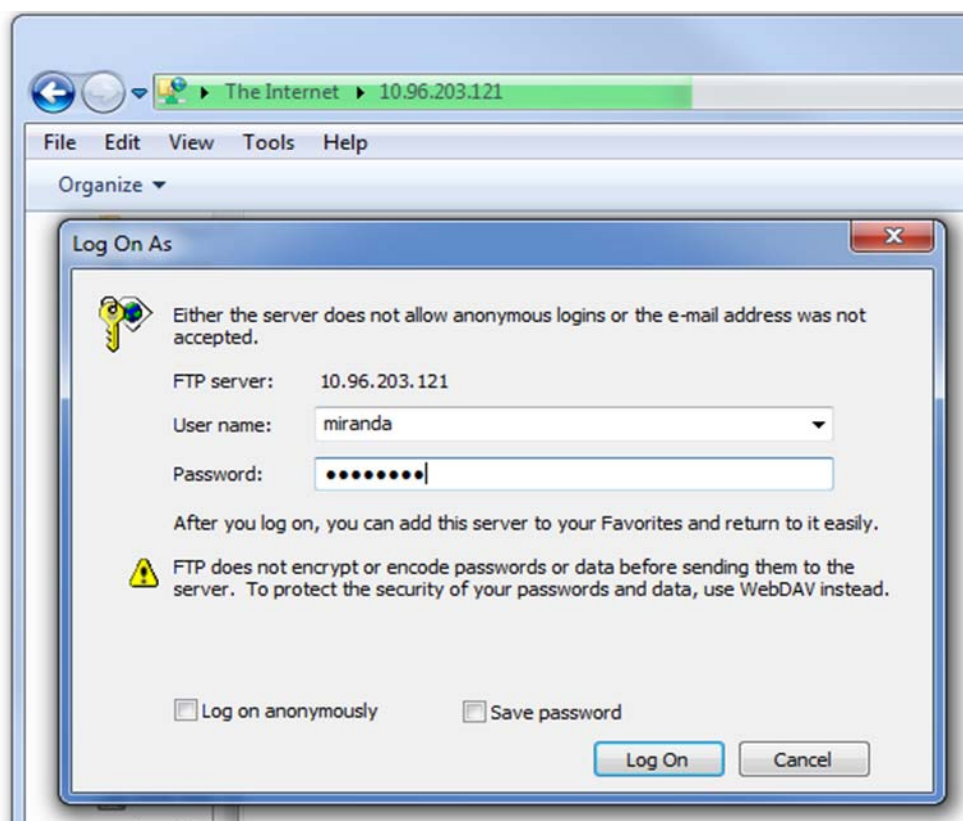 The Internet 10.96.203.121
File Edit View Tools Help
Organize
Log On As
Either the server does not allow anonymous logins or the e-mail address was not
accepted.
FTP server: 10.96.203.121
User name: miranda
Password: ●●●●●●●●
After you log on, you can add this server to your Favorites and return to it easily.
FTP does not encrypt or encode passwords or data before sending them to the
server. To protect the security of your passwords and data, use WebDAV instead.
Log on anonymously Save password
Log On Cancel